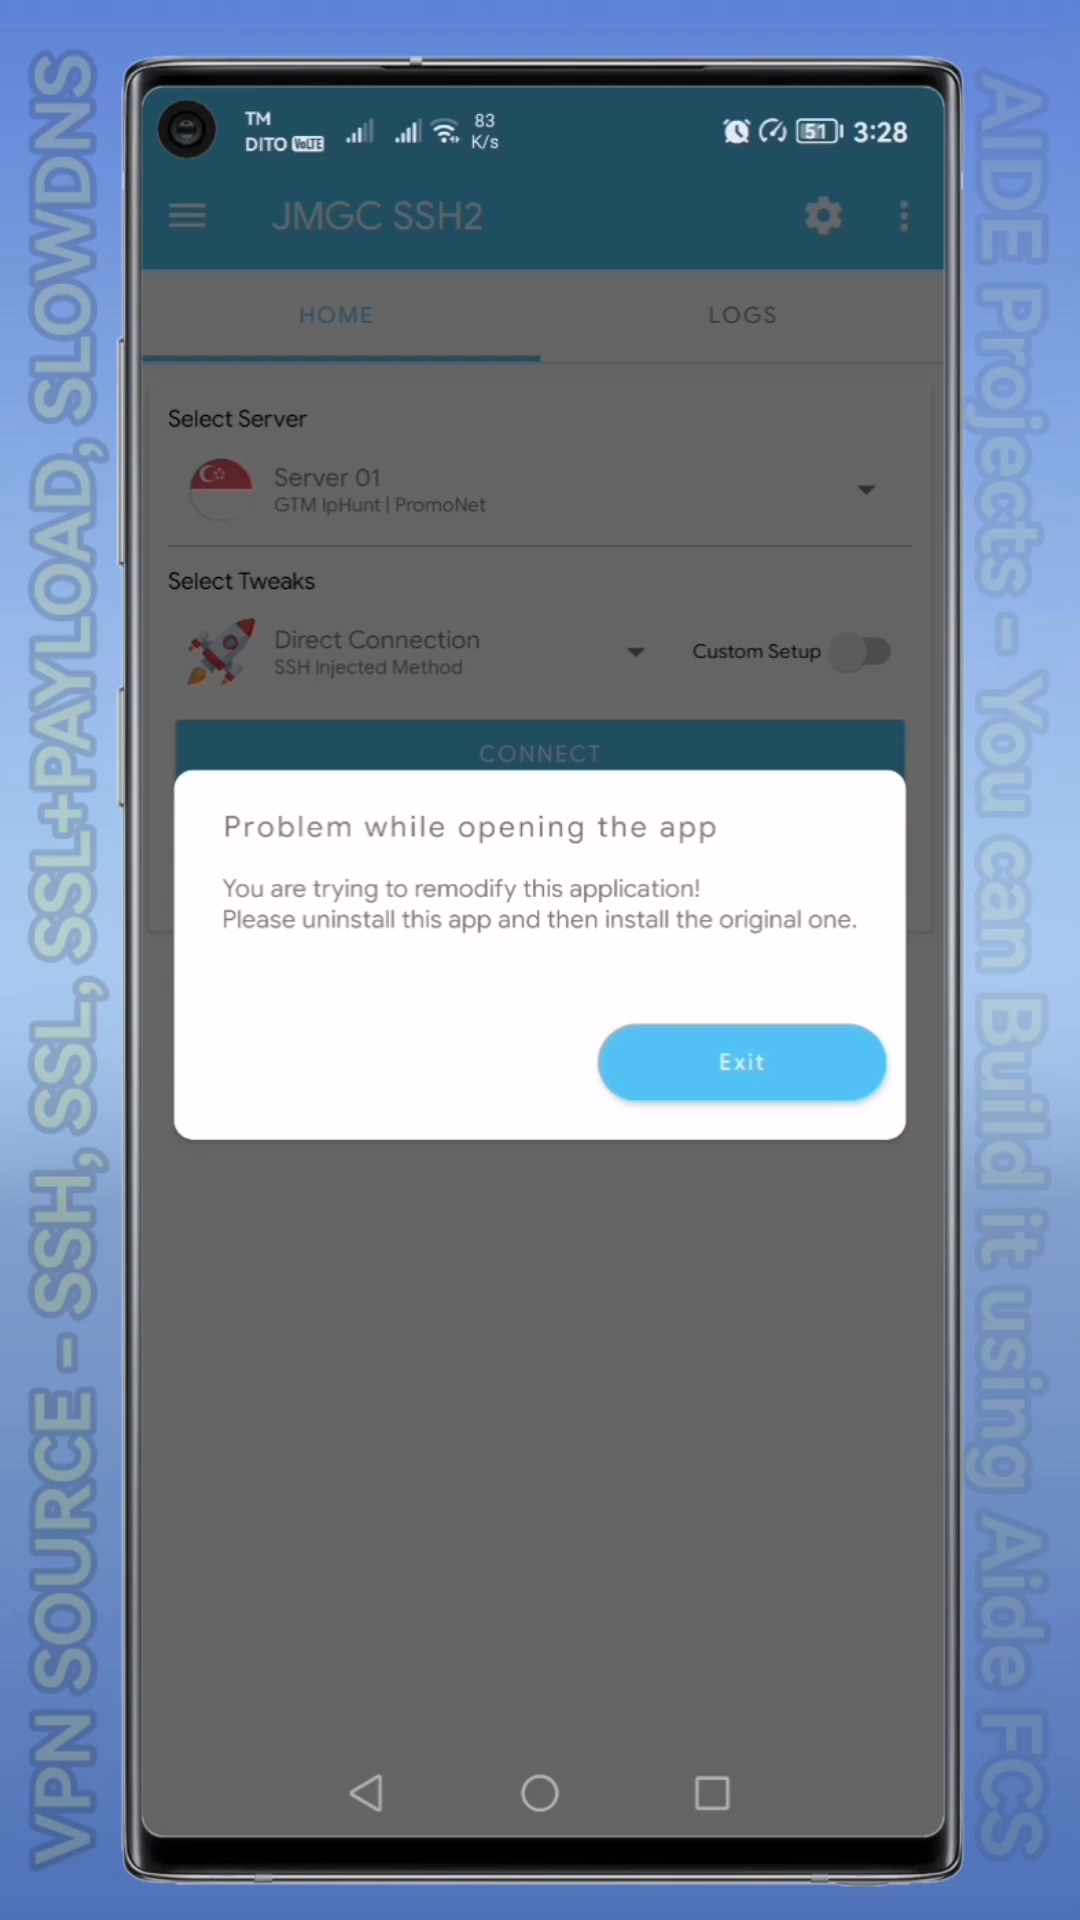 VPN SOURCE - SSH, SSL, SSL+PAYLOAD, SLOWDNS
TM
DITO VoLTE
83
K/s
51
3:28
JMGC SSH2
HOME
LOGS
Select Server
Server 01
GTM IpHunt | PromoNet
Select Tweaks
Direct Connection
SSH Injected Method
Custom Setup
CONNECT
Problem while opening the app
You are trying to remodify this application!
Please uninstall this app and then install the original one.
Exit
AIDE Projects - You can Build it using Aide FCS